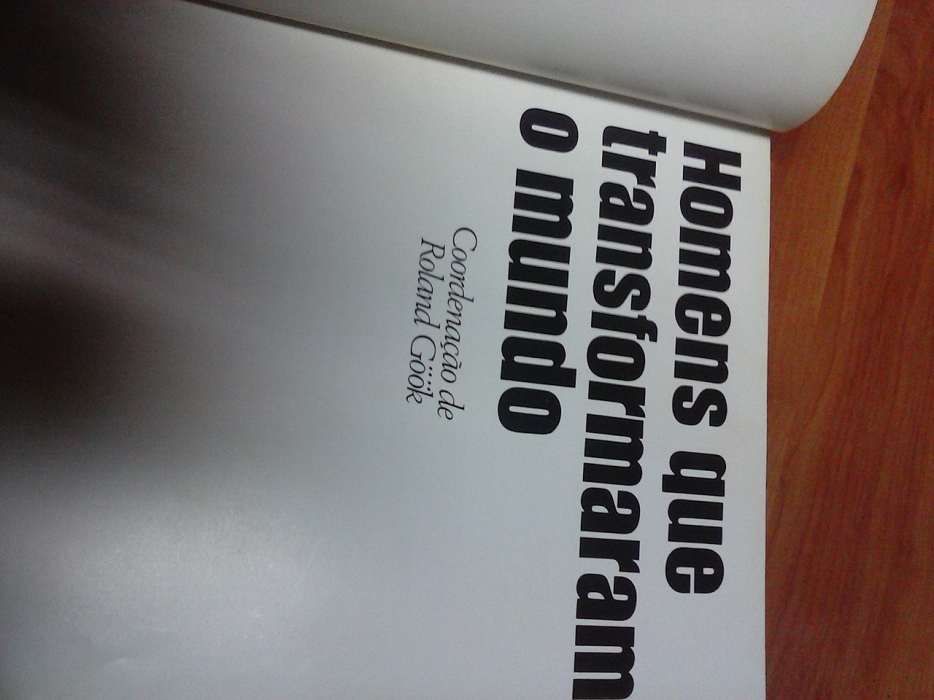 Homens que
transformaram
o mundo
Coordenação de
Roland Göök